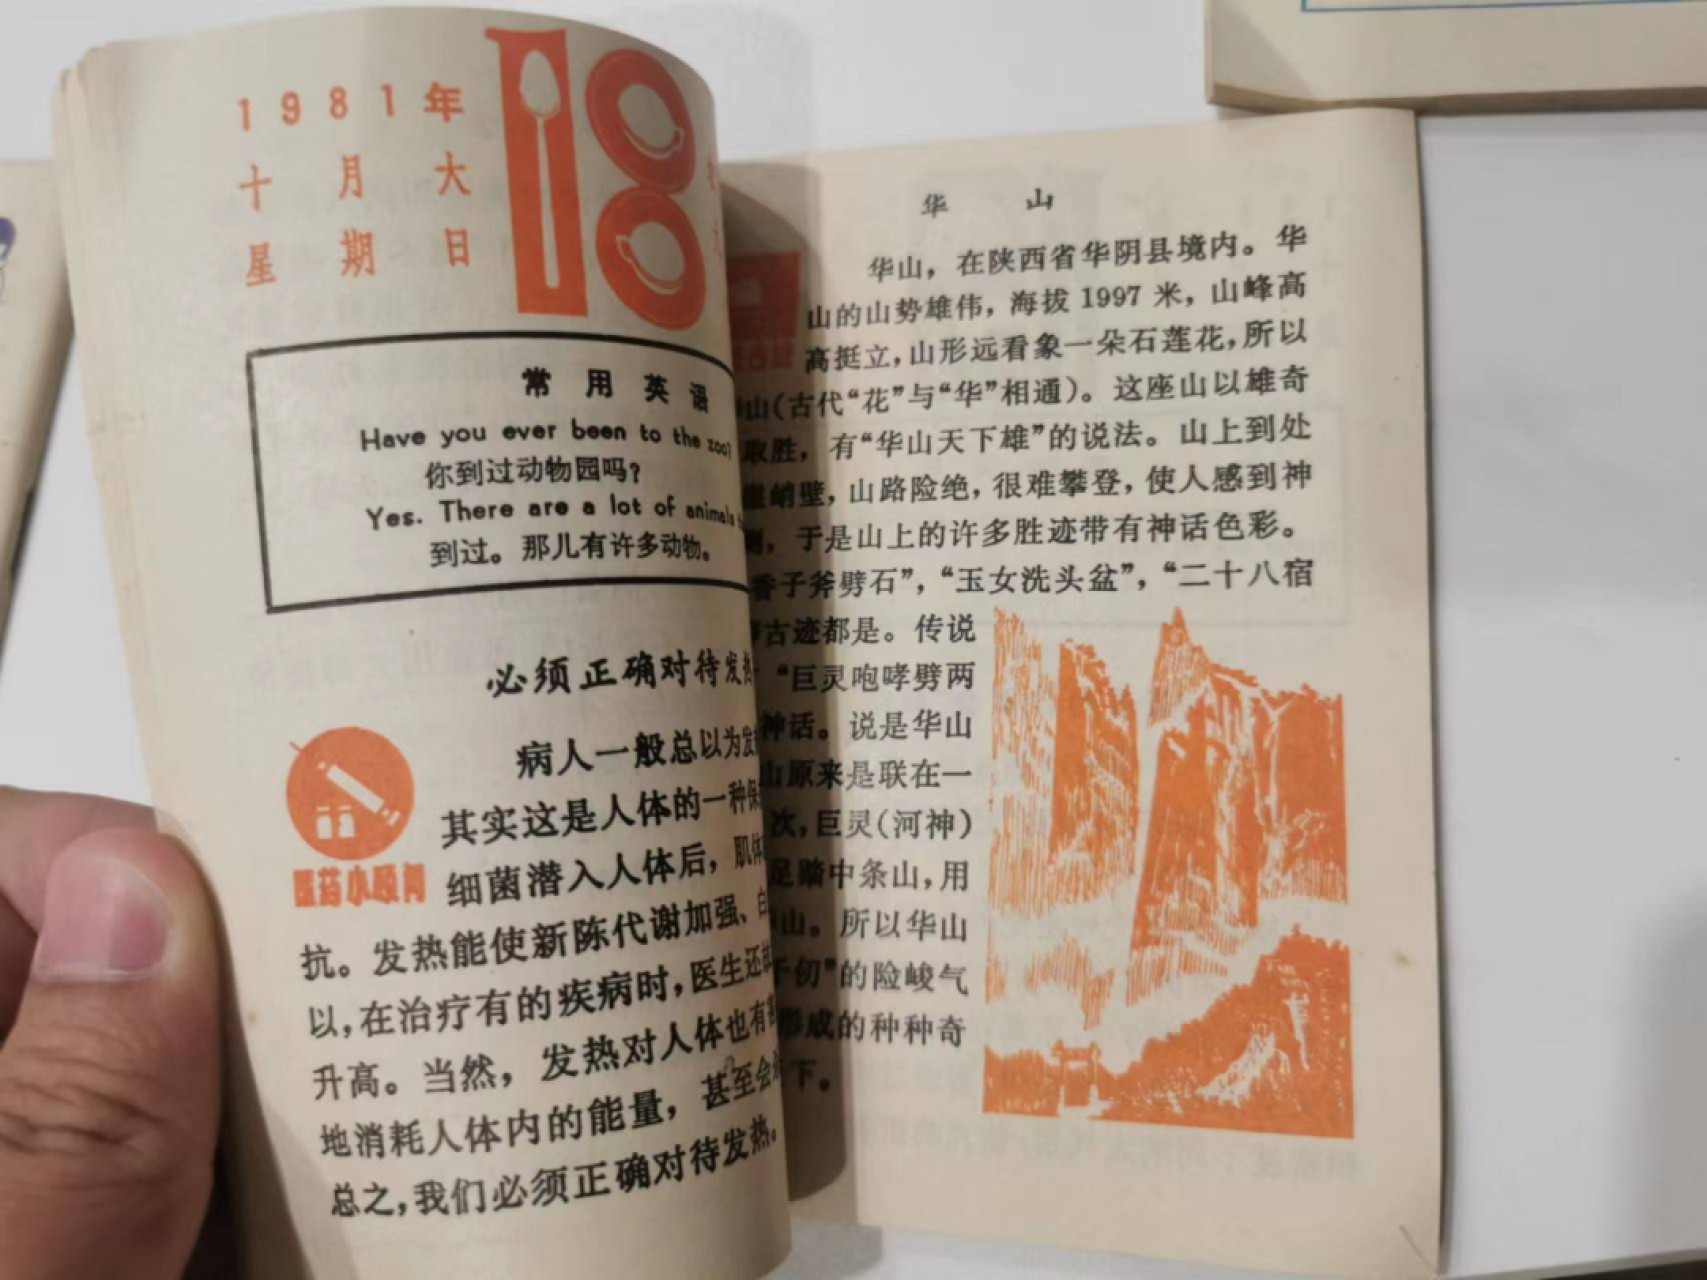 1981年
十月大
星期日
18
常用英语
Have you ever been to the zoo?
你到过动物园吗?
Yes. There are a lot of animals
到过。那儿有许多动物。
必须正确对待发热
病人一般总以为发
其实这是人体的一种保
细菌潜入人体后，肌体
抗。发热能使新陈代谢加强、白
以，在治疗有的疾病时，医生还
升高。当然，发热对人体也有
地消耗人体内的能量，甚至会
总之，我们必须正确对待发热。
医药小顾问
华山
华山，在陕西省华阴县境内。华
山的山势雄伟，海拔1997米，山峰高
高挺立，山形远看象一朵石莲花，所以
山(古代“花”与“华”相通)。这座山以雄奇
取胜，有“华山天下雄”的说法。山上到处
峭壁，山路险绝，很难攀登，使人感到神
测，于是山上的许多胜迹带有神话色彩。
香子斧劈石”，“玉女洗头盆”，“二十八宿
古迹都是。传说
“巨灵咆哮劈两
神话。说是华山
山原来是联在一
次，巨灵(河神)
足踏中条山，用
山。所以华山
千仞”的险峻气
形成的种种奇
下。